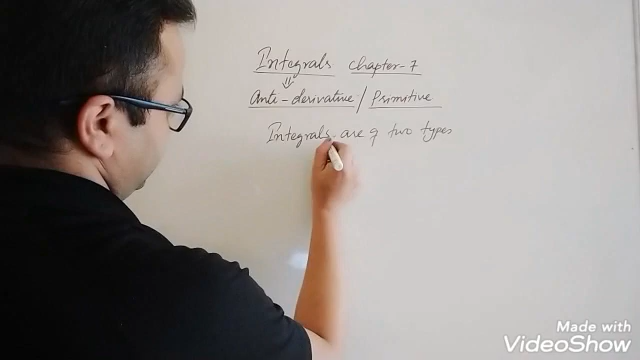 Integrals chapter-7
⇓
Anti-derivative / Primitive
Integrals are of two types
Made with
VideoShow